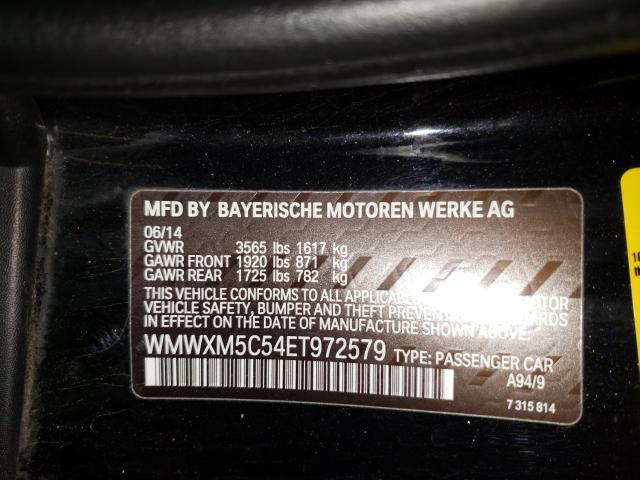 MFD BY BAYERISCHE MOTOREN WERKE AG
06/14
GVWR 3565 lbs 1617 kg
GAWR FRONT 1920 lbs 871 kg
GAWR REAR 1725 lbs 782 kg
THIS VEHICLE CONFORMS TO ALL APPLICABLE MOTOR
VEHICLE SAFETY, BUMPER AND THEFT STANDARDS
IN EFFECT ON THE DATE OF MANUFACTURE SHOWN ABOVE.
WMWXM5C54ET972579 TYPE: PASSENGER CAR
A94/9
7 315 814